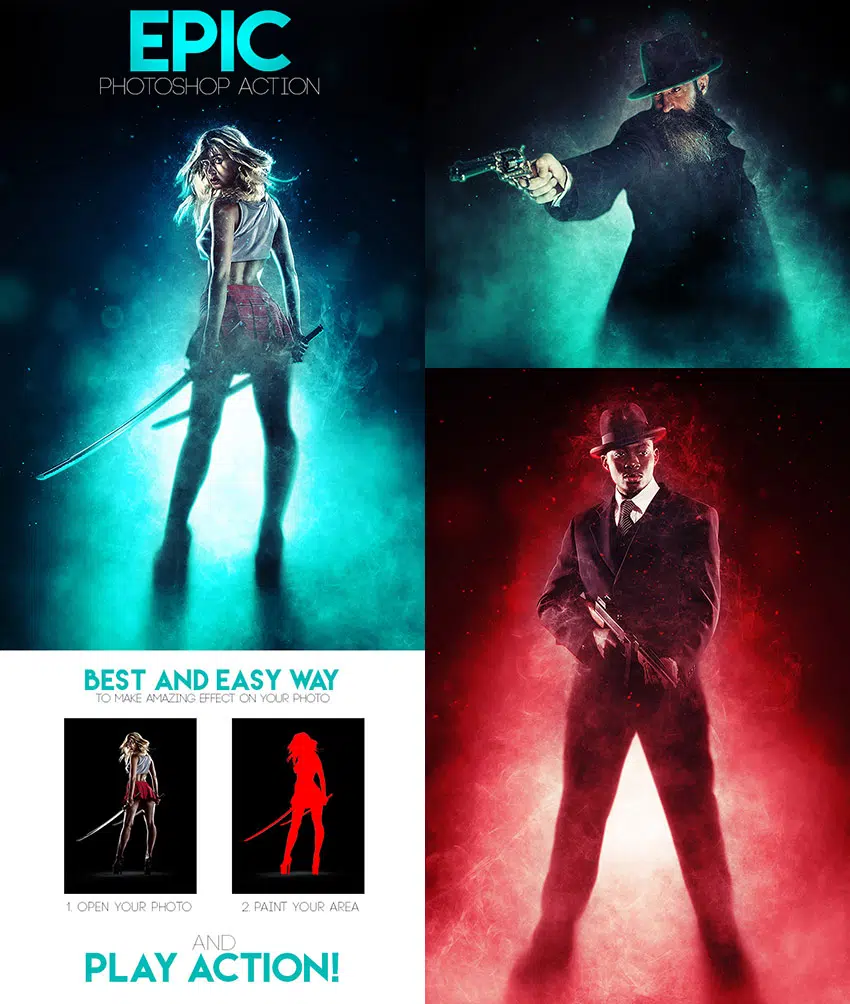 EPIC
PHOTOSHOP ACTION
BEST AND EASY WAY
TO MAKE AMAZING EFFECT ON YOUR PHOTO
1. OPEN YOUR PHOTO
2. PAINT YOUR AREA
AND
PLAY ACTION!